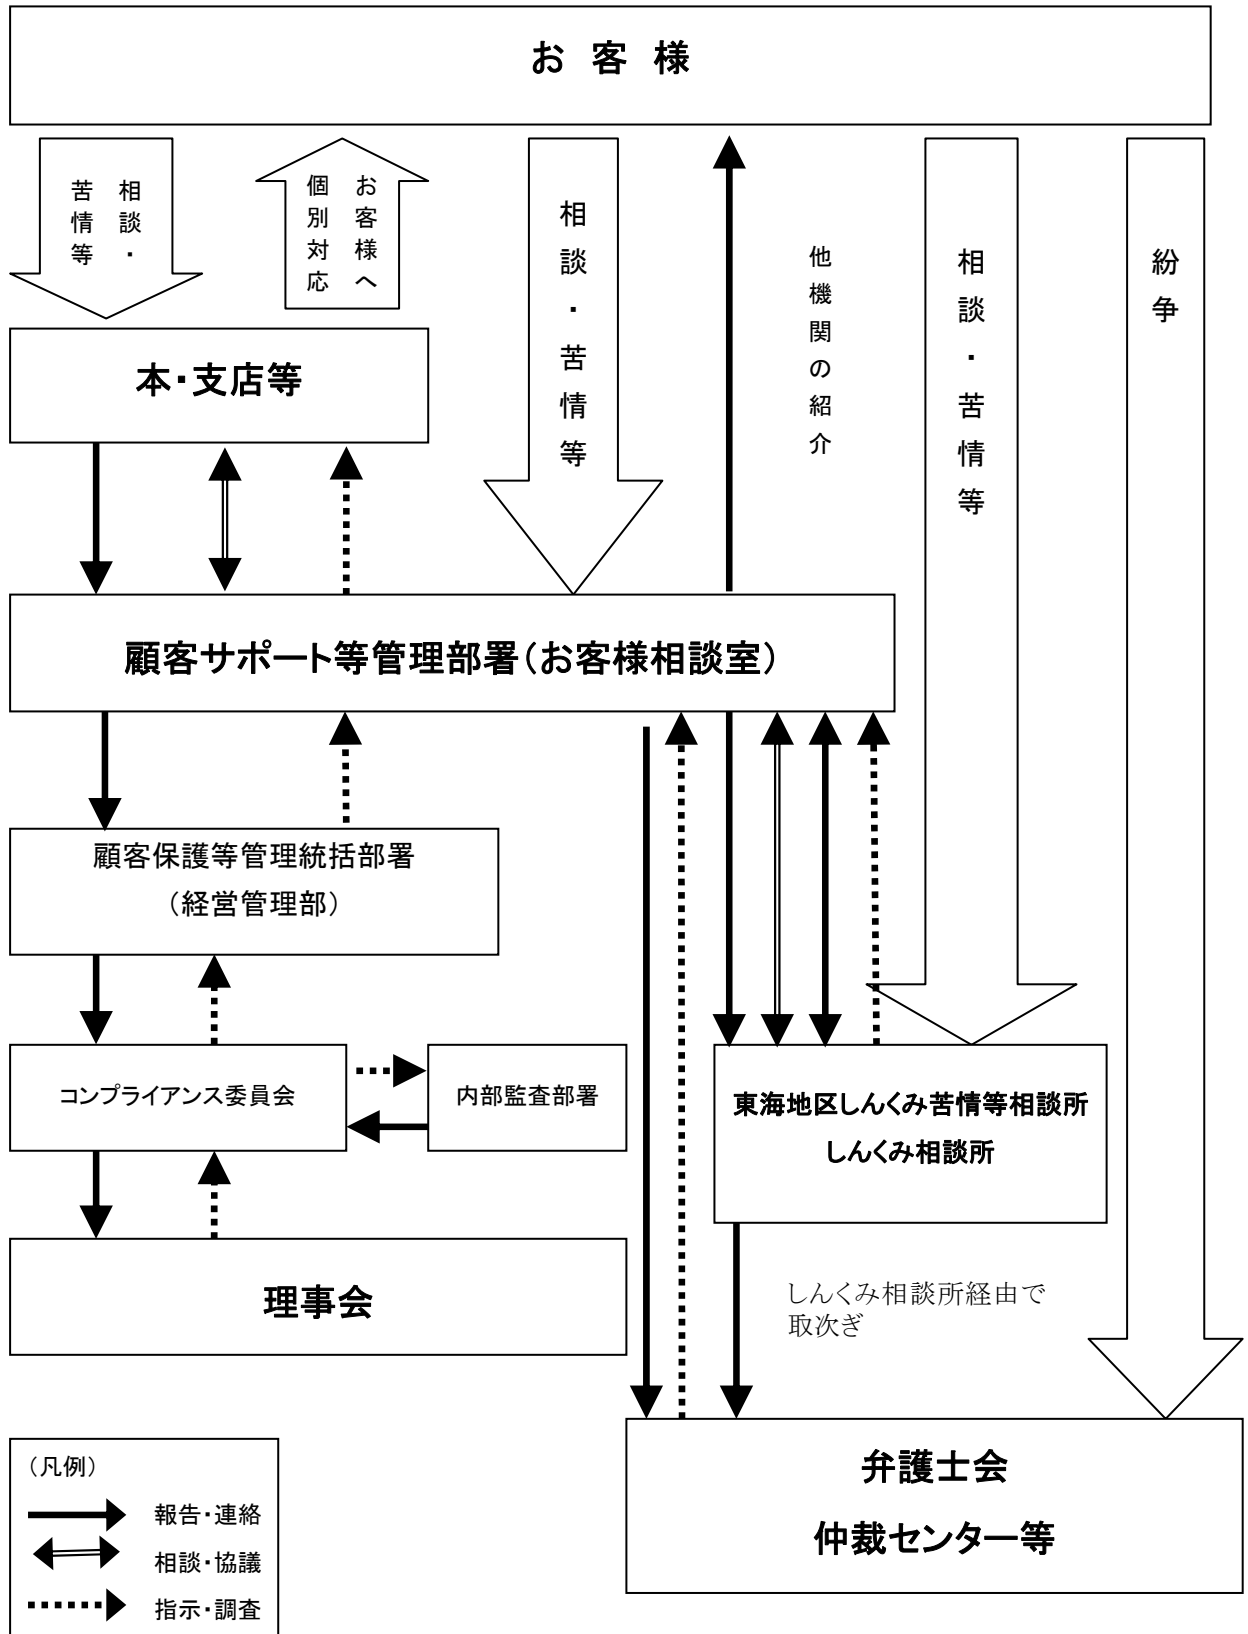 お 客 様
相談・
苦情等
お客様へ
個別対応
相談・苦情等
他機関の紹介
相談・苦情等
紛争
本・支店等
顧客サポート等管理部署(お客様相談室)
顧客保護等管理統括部署
(経営管理部)
コンプライアンス委員会
内部監査部署
東海地区しんくみ苦情等相談所
しんくみ相談所
理事会
しんくみ相談所経由で
取次ぎ
弁護士会
仲裁センター等
(凡例)
報告・連絡
相談・協議
指示・調査